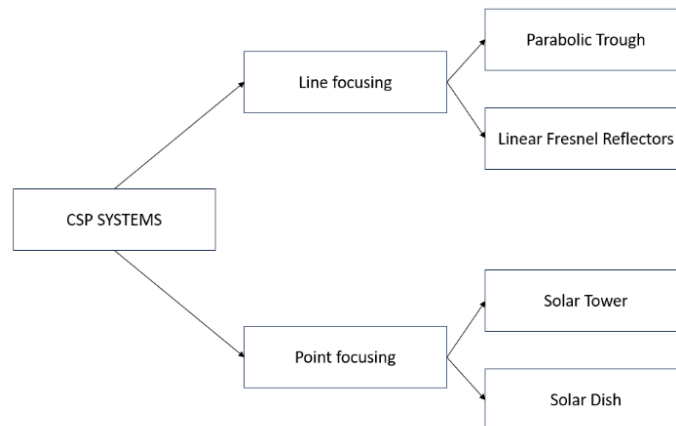 Parabolic Trough
Line focusing
Linear Fresnel Reflectors
CSP SYSTEMS
Solar Tower
Point focusing
Solar Dish